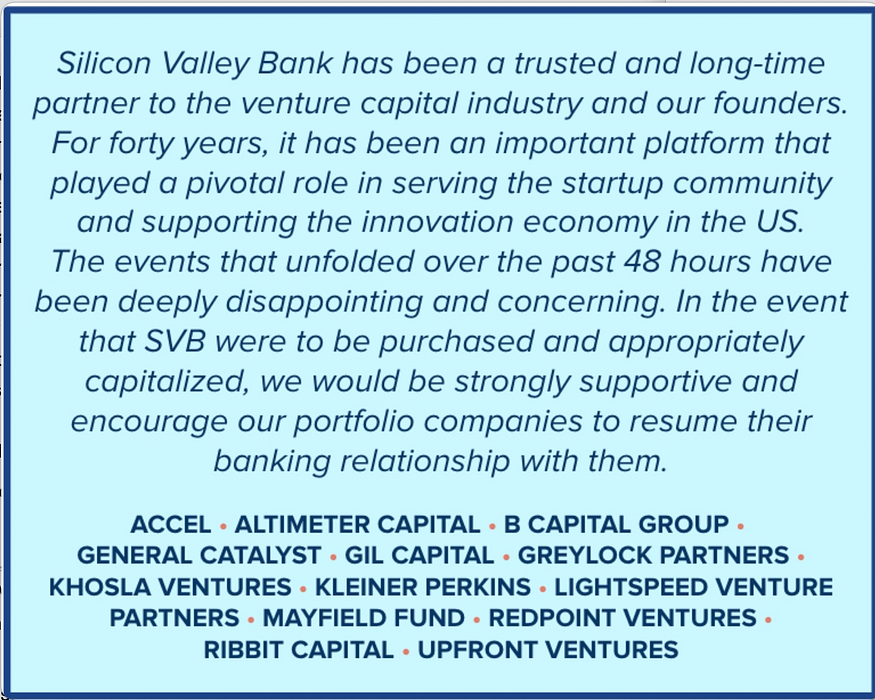 Silicon Valley Bank has been a trusted and long-time
partner to the venture capital industry and our founders.
For forty years, it has been an important platform that
played a pivotal role in serving the startup community
and supporting the innovation economy in the US.
The events that unfolded over the past 48 hours have
been deeply disappointing and concerning. In the event
that SVB were to be purchased and appropriately
capitalized, we would be strongly supportive and
encourage our portfolio companies to resume their
banking relationship with them.
ACCEL • ALTIMETER CAPITAL • B CAPITAL GROUP •
GENERAL CATALYST • GIL CAPITAL • GREYLOCK PARTNERS •
KHOSLA VENTURES • KLEINER PERKINS • LIGHTSPEED VENTURE
PARTNERS • MAYFIELD FUND • REDPOINT VENTURES •
RIBBIT CAPITAL • UPFRONT VENTURES